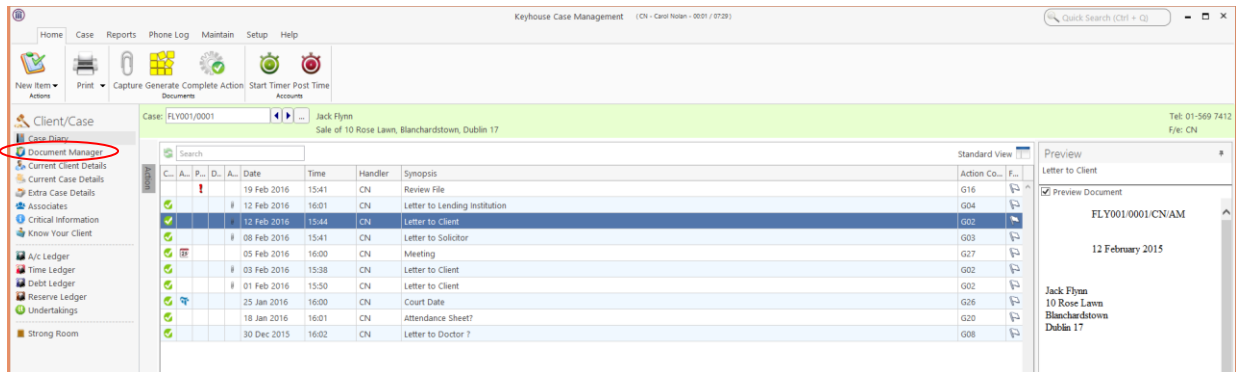 Keyhouse Case Management (CN - Carol Nolan - 0001 / 0729)
Quick Search (Ctrl + Q)
Home Case Reports Phone Log Maintain Setup Help
New Item Print Capture Generate Complete Action Start Timer Post Time
Actions Documents Accounts
Client/Case
Case Diary
Document Manager
Current Client Details
Current Case Details
Extra Case Details
Associates
Critical Information
Know Your Client
A/c Ledger
Time Ledger
Debt Ledger
Reserve Ledger
Undertakings
Strong Room
Case: FLY001/0001 ... Jack Flynn Tel: 01-569 7412
Sale of 10 Rose Lawn, Blanchardstown, Dublin 17 F/e: CN
Search Standard View
Action
C... A... P... D... A... Date Time Handler Synopsis Action Co... F...
19 Feb 2016 15:41 CN Review File G16
12 Feb 2016 16:01 CN Letter to Lending Institution G04
12 Feb 2016 15:44 CN Letter to Client G02
08 Feb 2016 15:41 CN Letter to Solicitor G03
05 Feb 2016 16:00 CN Meeting G27
03 Feb 2016 15:38 CN Letter to Client G02
01 Feb 2016 15:50 CN Letter to Client G02
25 Jan 2016 16:00 CN Court Date G26
18 Jan 2016 16:01 CN Attendance Sheet? G20
30 Dec 2015 16:02 CN Letter to Doctor ? G08
Preview
Letter to Client
Preview Document
FLY001/0001/CN/AM
12 February 2015
Jack Flynn
10 Rose Lawn
Blanchardstown
Dublin 17